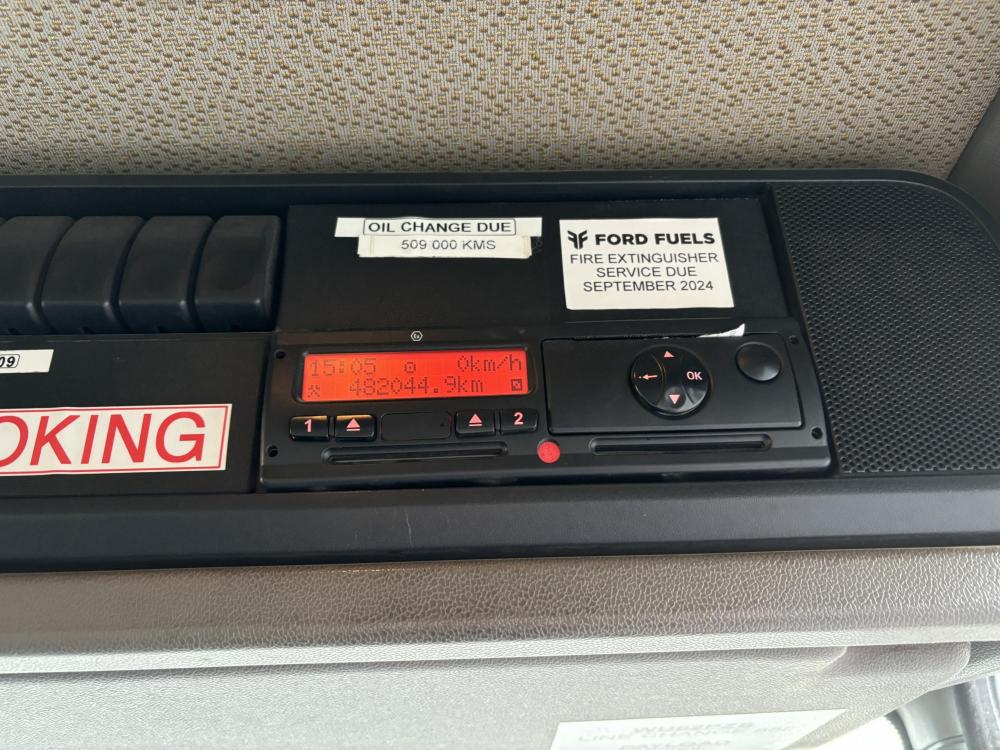 OIL CHANGE DUE
509 000 KMS
FORD FUELS
FIRE EXTINGUISHER
SERVICE DUE
SEPTEMBER 2024
09
OKING
15:05 0km/h
482044.9km
1 2
OK